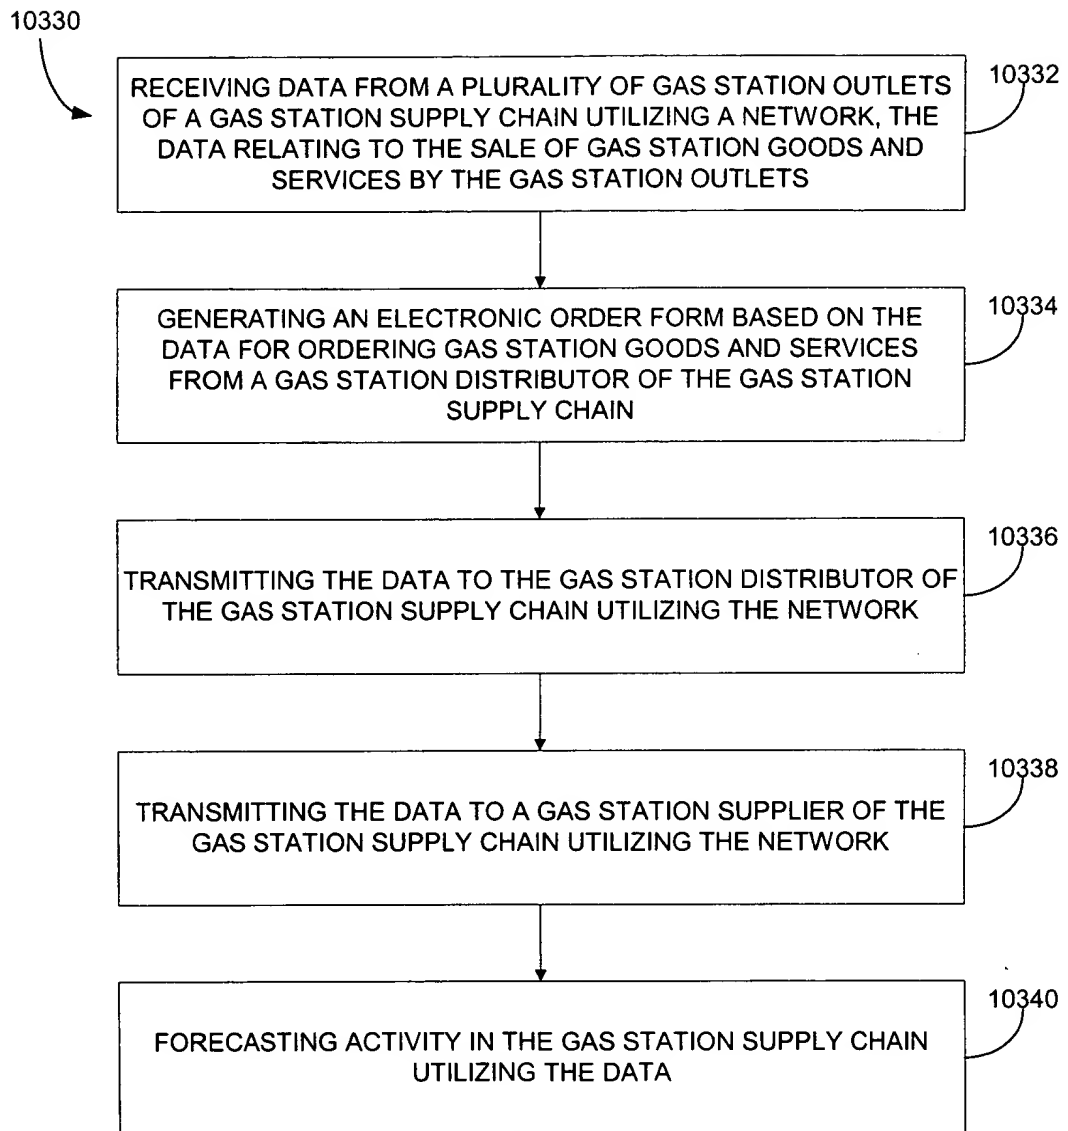 10330
RECEIVING DATA FROM A PLURALITY OF GAS STATION OUTLETS
OF A GAS STATION SUPPLY CHAIN UTILIZING A NETWORK, THE
DATA RELATING TO THE SALE OF GAS STATION GOODS AND
SERVICES BY THE GAS STATION OUTLETS
10332
GENERATING AN ELECTRONIC ORDER FORM BASED ON THE
DATA FOR ORDERING GAS STATION GOODS AND SERVICES
FROM A GAS STATION DISTRIBUTOR OF THE GAS STATION
SUPPLY CHAIN
10334
TRANSMITTING THE DATA TO THE GAS STATION DISTRIBUTOR OF
THE GAS STATION SUPPLY CHAIN UTILIZING THE NETWORK
10336
TRANSMITTING THE DATA TO A GAS STATION SUPPLIER OF THE
GAS STATION SUPPLY CHAIN UTILIZING THE NETWORK
10338
FORECASTING ACTIVITY IN THE GAS STATION SUPPLY CHAIN
UTILIZING THE DATA
10340